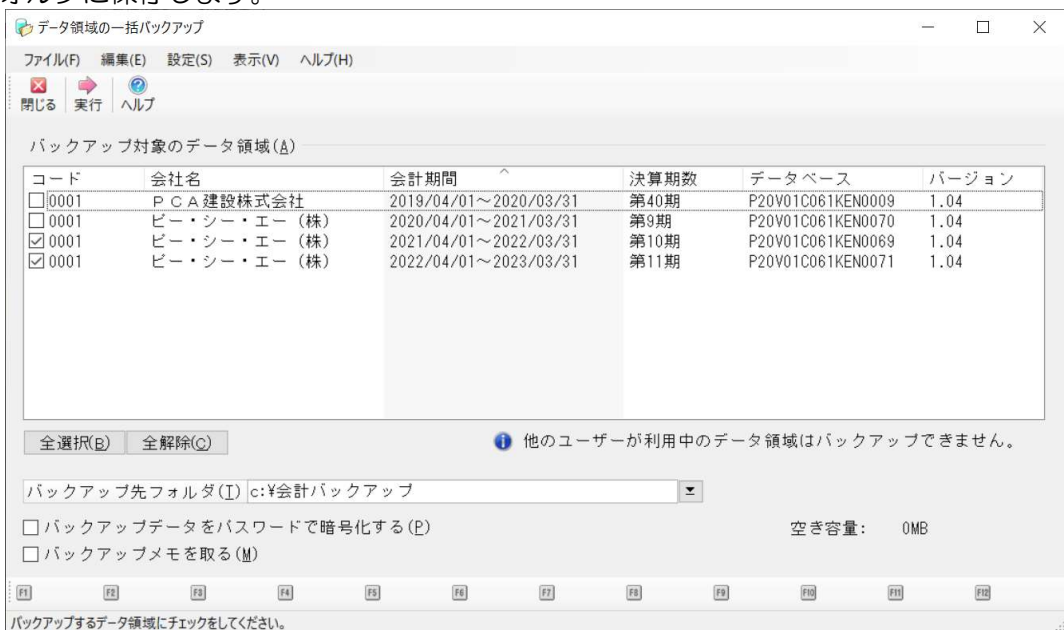 オルダに保存します。
データ領域の一括バックアップ
ファイル(F) 編集(E) 設定(S) 表示(V) ヘルプ(H)
閉じる 実行 ヘルプ
バックアップ対象のデータ領域(A)
コード 会社名 会計期間 決算期数 データベース バージョン
0001 PCA建設株式会社 2019/04/01～2020/03/31 第40期 P20V01C061KEN0009 1.04
0001 ピー・シー・エー (株) 2020/04/01～2021/03/31 第9期 P20V01C061KEN0070 1.04
0001 ピー・シー・エー (株) 2021/04/01～2022/03/31 第10期 P20V01C061KEN0069 1.04
0001 ピー・シー・エー (株) 2022/04/01～2023/03/31 第11期 P20V01C061KEN0071 1.04
全選択(B) 全解除(C) 他のユーザーが利用中のデータ領域はバックアップできません。
バックアップ先フォルダ(T) c:¥会計バックアップ
バックアップデータをパスワードで暗号化する(P) 空き容量: 0MB
バックアップメモを取る(M)
F1 F2 F3 F4 F5 F6 F7 F8 F9 F10 F11 F12
バックアップするデータ領域にチェックをしてください。